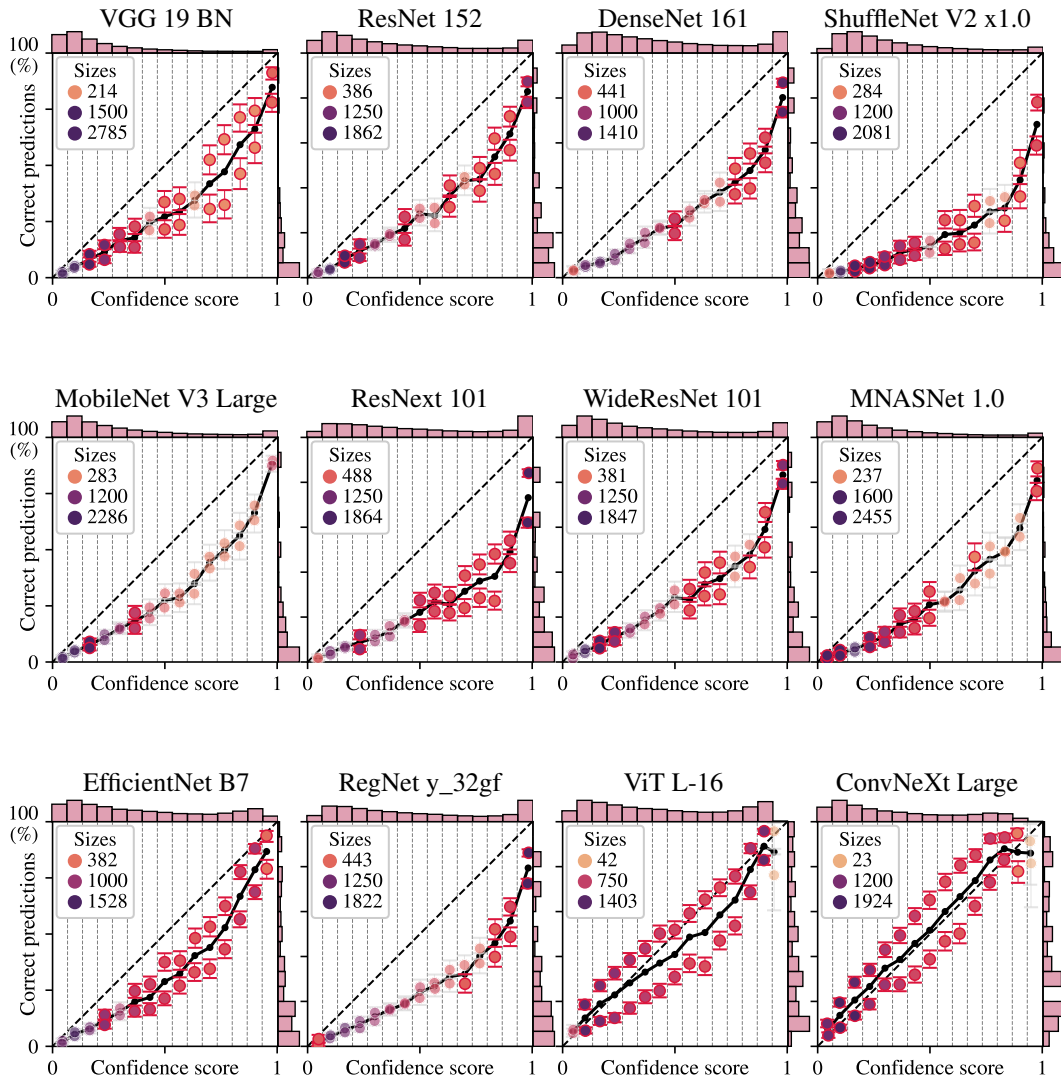 VGG 19 BN
100
(%)
Correct predictions
0
Sizes
214
1500
2785
0
Confidence score
1
ResNet 152
Sizes
386
1250
1862
0
Confidence score
1
DenseNet 161
Sizes
441
1000
1410
0
Confidence score
1
ShuffleNet V2 x1.0
Sizes
284
1200
2081
0
Confidence score
1
MobileNet V3 Large
100
(%)
Correct predictions
0
Sizes
283
1200
2286
0
Confidence score
1
ResNext 101
Sizes
488
1250
1864
0
Confidence score
1
WideResNet 101
Sizes
381
1250
1847
0
Confidence score
1
MNASNet 1.0
Sizes
237
1600
2455
0
Confidence score
1
EfficientNet B7
100
(%)
Correct predictions
0
Sizes
382
1000
1528
0
Confidence score
1
RegNet y_32gf
Sizes
443
1250
1822
0
Confidence score
1
ViT L-16
Sizes
42
750
1403
0
Confidence score
1
ConvNeXt Large
Sizes
23
1200
1924
0
Confidence score
1